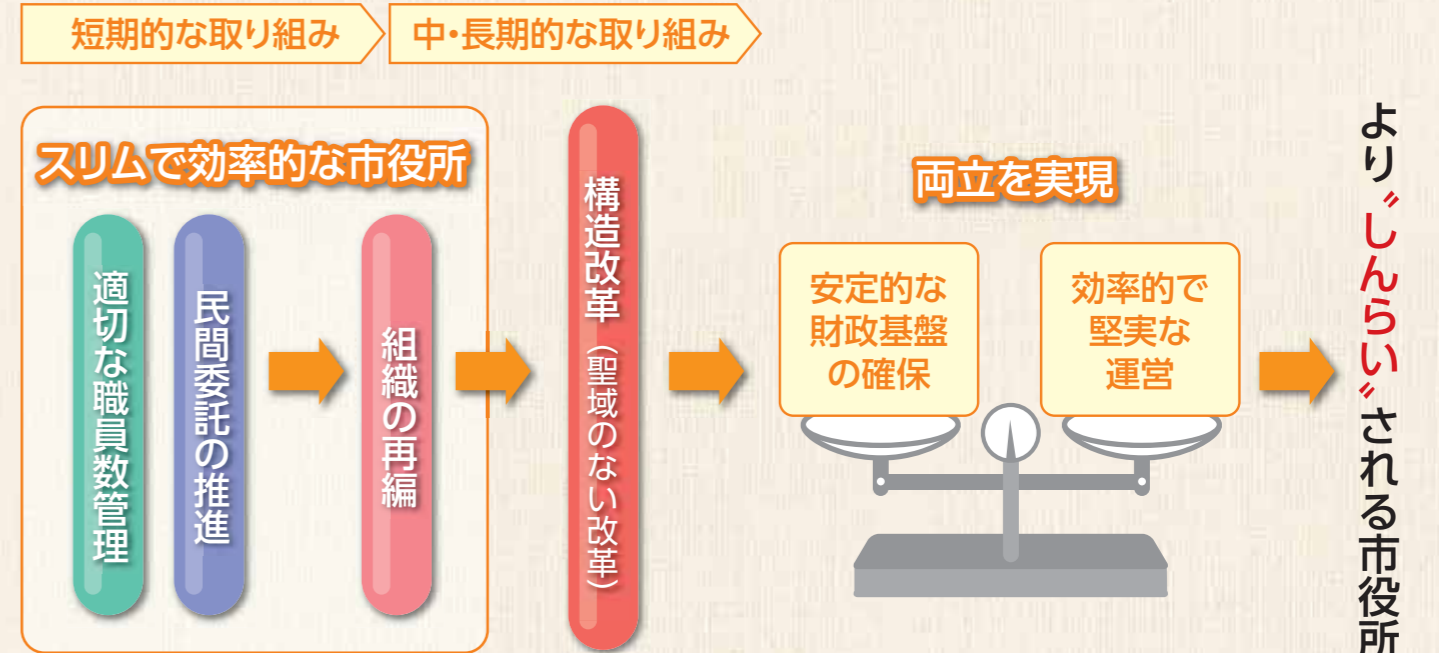 短期的な取り組み
中・長期的な取り組み
スリムで効率的な市役所
適切な職員数管理
民間委託の推進
組織の再編
構造改革（聖域のない改革）
両立を実現
安定的な
財政基盤
の確保
効率的で
堅実な
運営
より〝しんらい〟される市役所